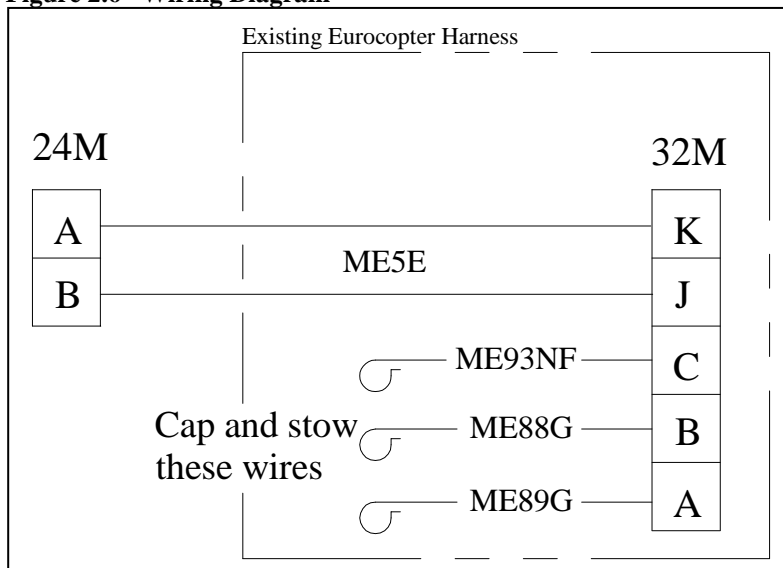 Figure 2.6 Wiring Diagram
Existing Eurocopter Harness
24M
32M
A
K
ME5E
B
J
ME93NF
C
Cap and stow
these wires
ME88G
B
ME89G
A